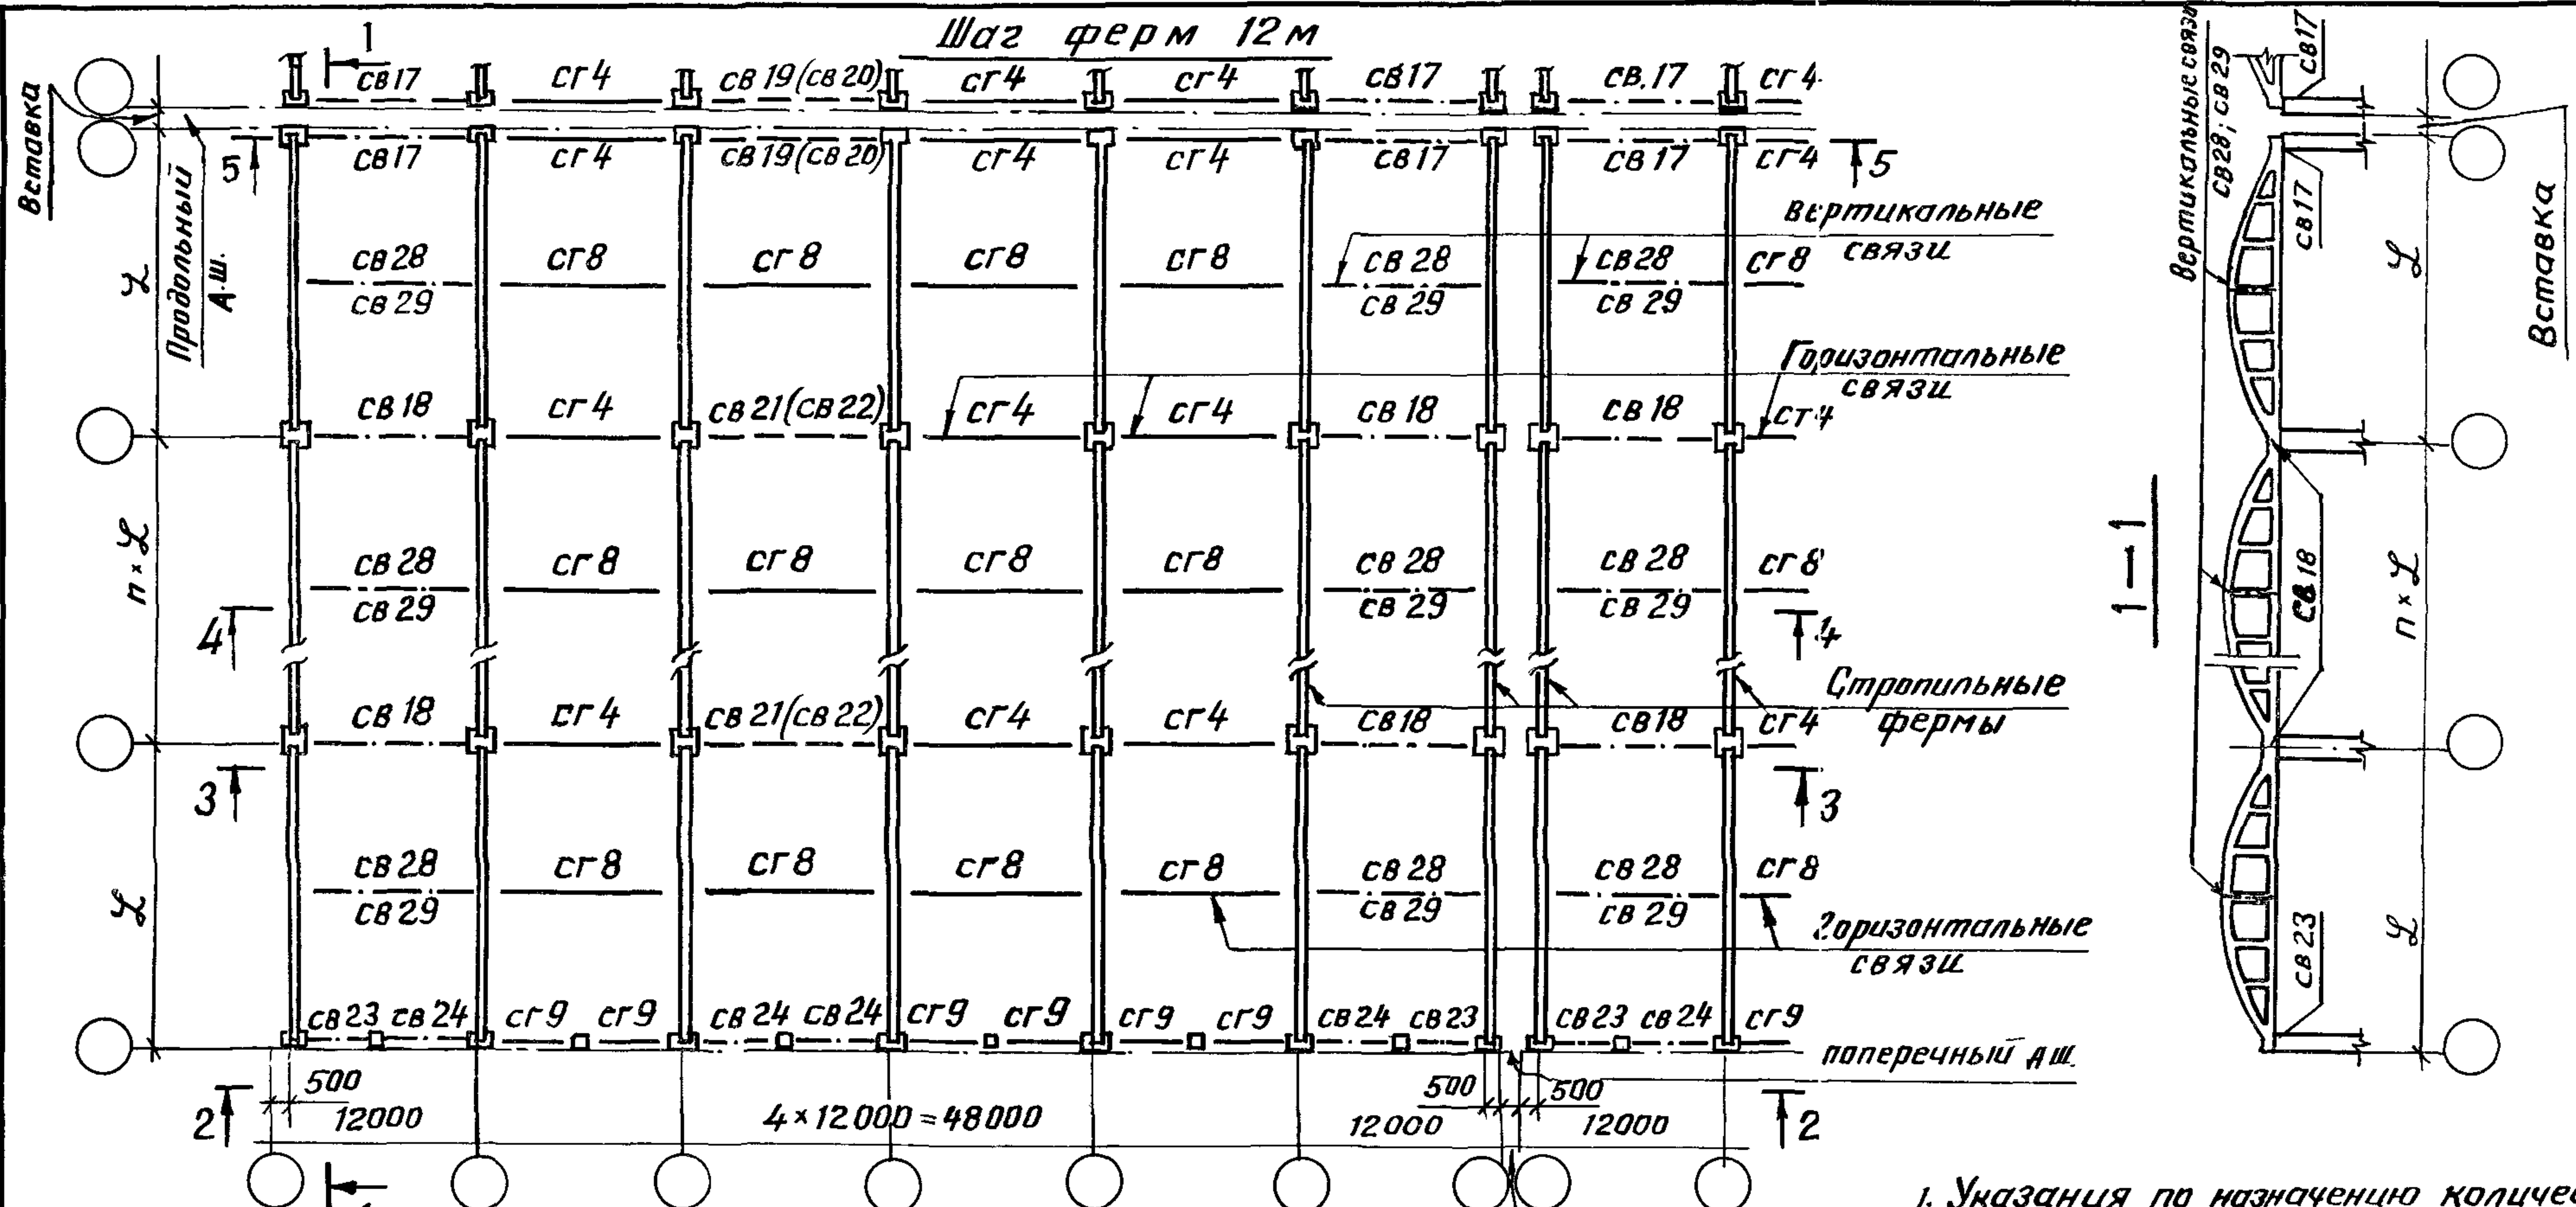 Шаг ферм 12м
1
св17 сг4 св19(св20) сг4 сг4 св17 св.17 сг4
Вставка
5 св17 сг4 св19(св20) сг4 сг4 св17 св17 сг4 5
Продольный
А.Ш.
L
Вертикальные
связи
св28 сг8 сг8 сг8 сг8 св28 св28 сг8
св29 св29 св29
Горизонтальные
связи
св18 сг4 св21(св22) сг4 сг4 св18 св18 сг4
n×L
св28 сг8 сг8 сг8 сг8 св28 св28 сг8
св29 св29 св29
4 4
Стропильные
фермы
св18 сг4 св21(св22) сг4 сг4 св18 св18 сг4
3 3
L
св28 сг8 сг8 сг8 сг8 св28 св28 сг8
св29 св29 св29
Горизонтальные
связи
св23 св24 сг9 сг9 св24 св24 сг9 сг9 сг9 сг9 св24 св23 св23 св24 сг9
поперечный дш.
500 500 500
2 12000 4×12000=48000 12000 12000 2
1-1
Вертикальные связи
св28; св29
св17
св17
св18
св23
L
n×L
L
Вставка
1. Указания по назначению количес